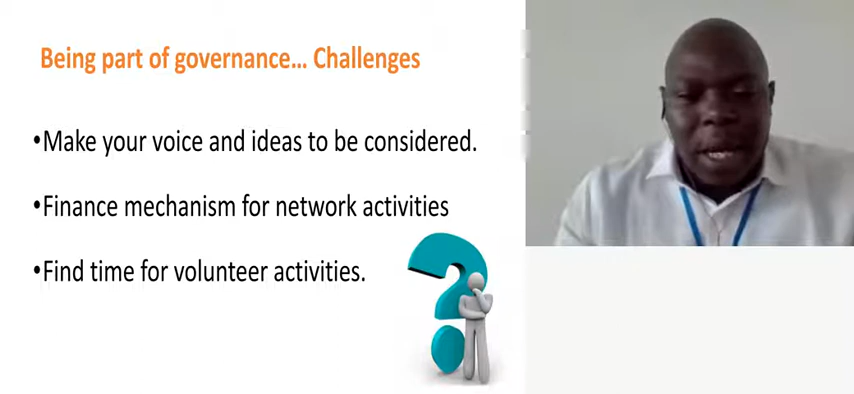 Being part of governance... Challenges
•Make your voice and ideas to be considered.
•Finance mechanism for network activities
•Find time for volunteer activities.